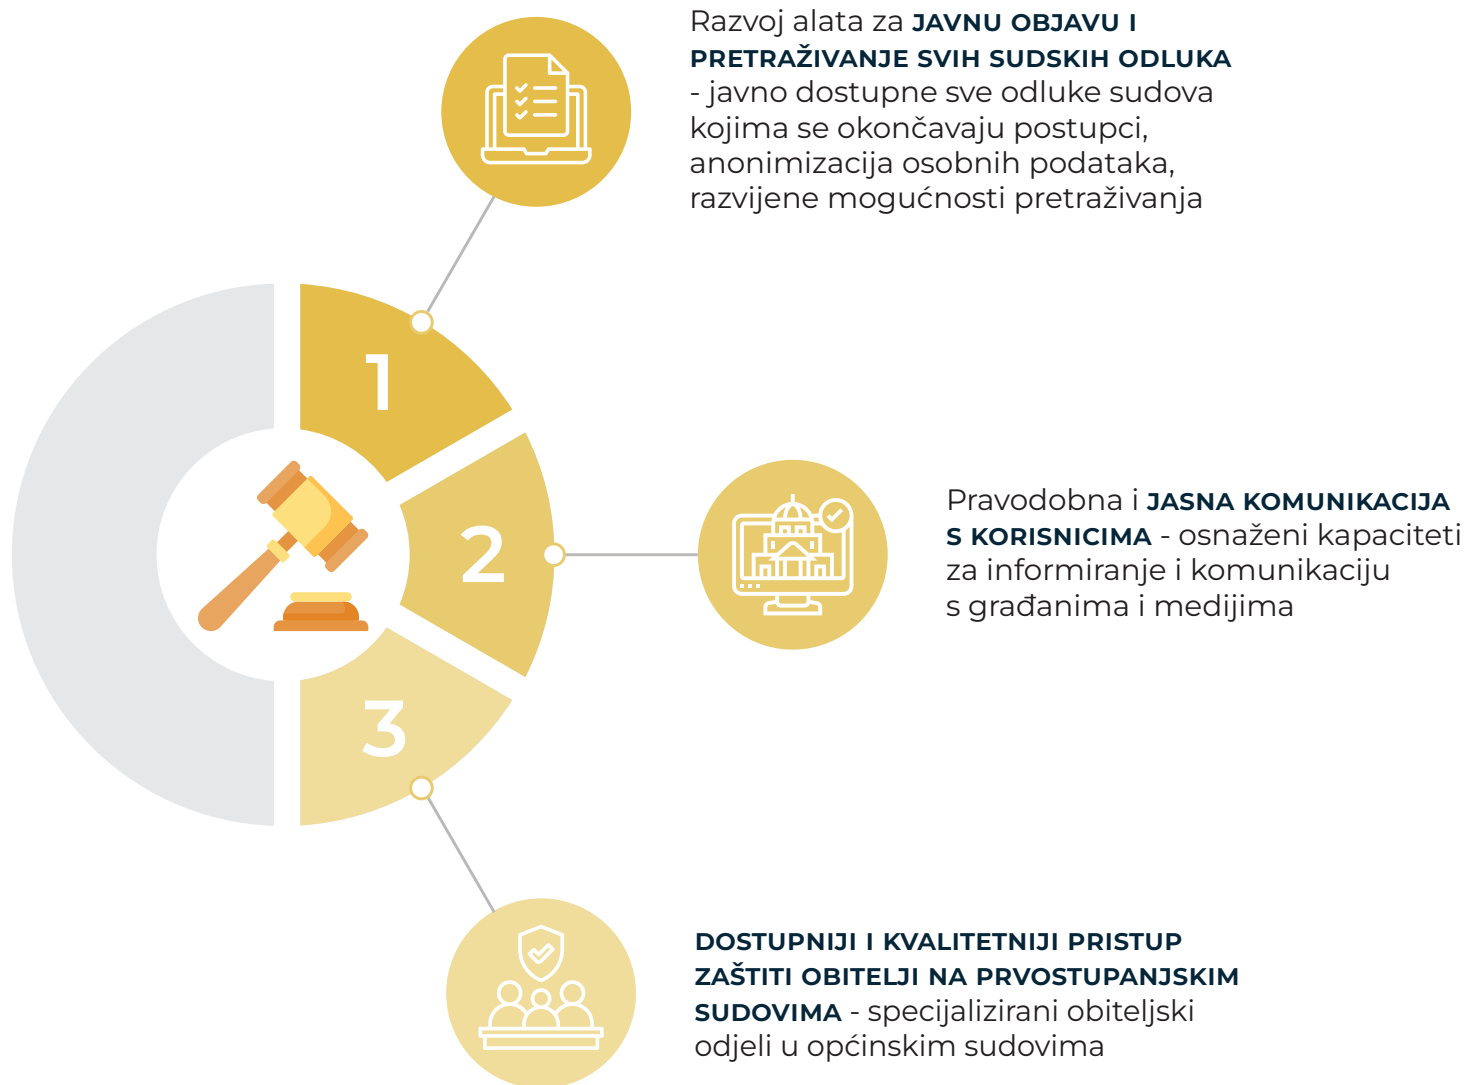 Razvoj alata za JAVNU OBJAVU I
PRETRAŽIVANJE SVIH SUDSKIH ODLUKA
- javno dostupne sve odluke sudova
kojima se okončavaju postupci,
anonimizacija osobnih podataka,
razvijene mogućnosti pretraživanja
1
2
Pravodobna i JASNA KOMUNIKACIJA
S KORISNICIMA - osnaženi kapaciteti
za informiranje i komunikaciju
s građanima i medijima
3
DOSTUPNIJI I KVALITETNIJI PRISTUP
ZAŠTITI OBITELJI NA PRVOSTUPANJSKIM
SUDOVIMA - specijalizirani obiteljski
odjeli u općinskim sudovima